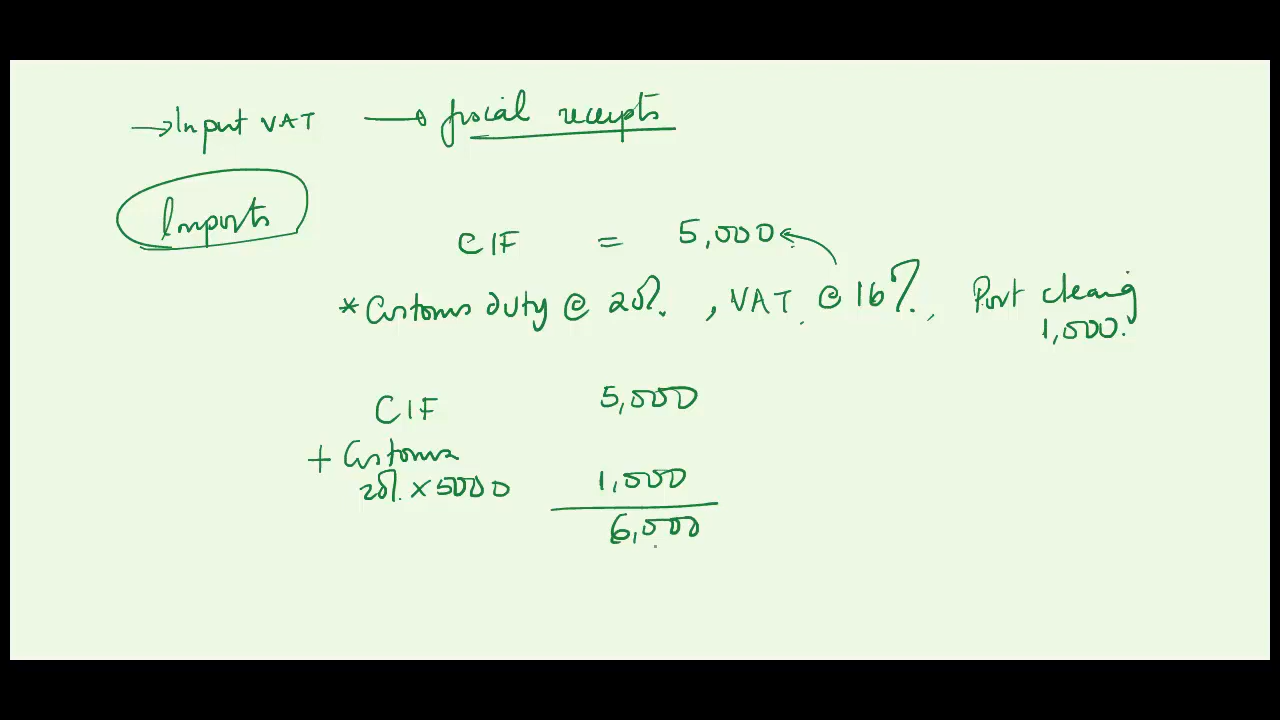 → Input VAT → fiscal receipts
Imports
CIF = 5,000
* Customs duty @ 20%, VAT @ 16%, Port clearing
1,000.
CIF 5,000
+ Customs
20% × 5000 1,000
6,000